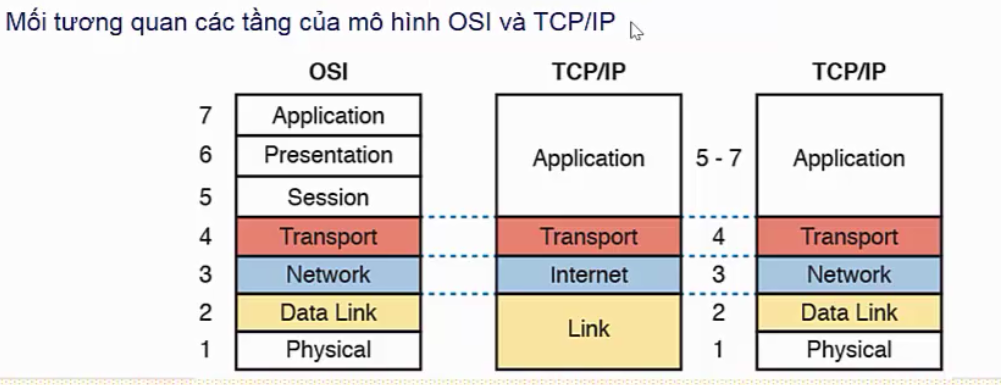 Mối tương quan các tầng của mô hình OSI và TCP/IP
OSI TCP/IP TCP/IP
7 Application
6 Presentation Application 5 - 7 Application
5 Session
4 Transport Transport 4 Transport
3 Network Internet 3 Network
2 Data Link Link 2 Data Link
1 Physical 1 Physical